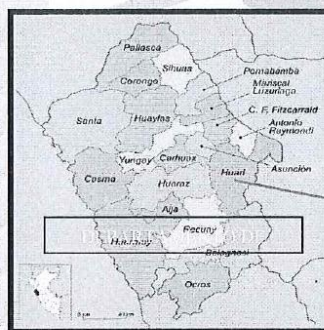 Pallasca
Sihuas
Corongo
Pomabamba
Mariscal
Luzuriaga
Santa
Huaylas
C. F. Fitzcarrald
Antonio
Raymondi
Yungay
Carhuaz
Asunción
Casma
Huaraz
Huari
Aija
Recuay
Huarmey
Bolognesi
Ocros